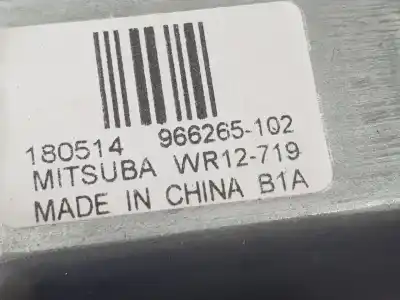 180514 966265-102
MITSUBA WR12-719
MADE IN CHINA B1A